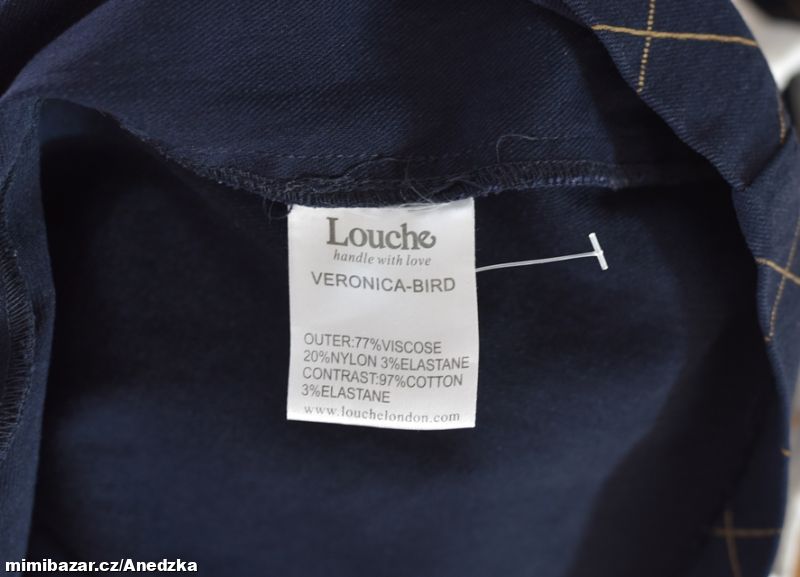 Louche
handle with love
VERONICA-BIRD
OUTER:77%VISCOSE
20%NYLON 3%ELASTANE
CONTRAST:97%COTTON
3%ELASTANE
www.louchelondon.com
mimibazar.cz/Anedzka